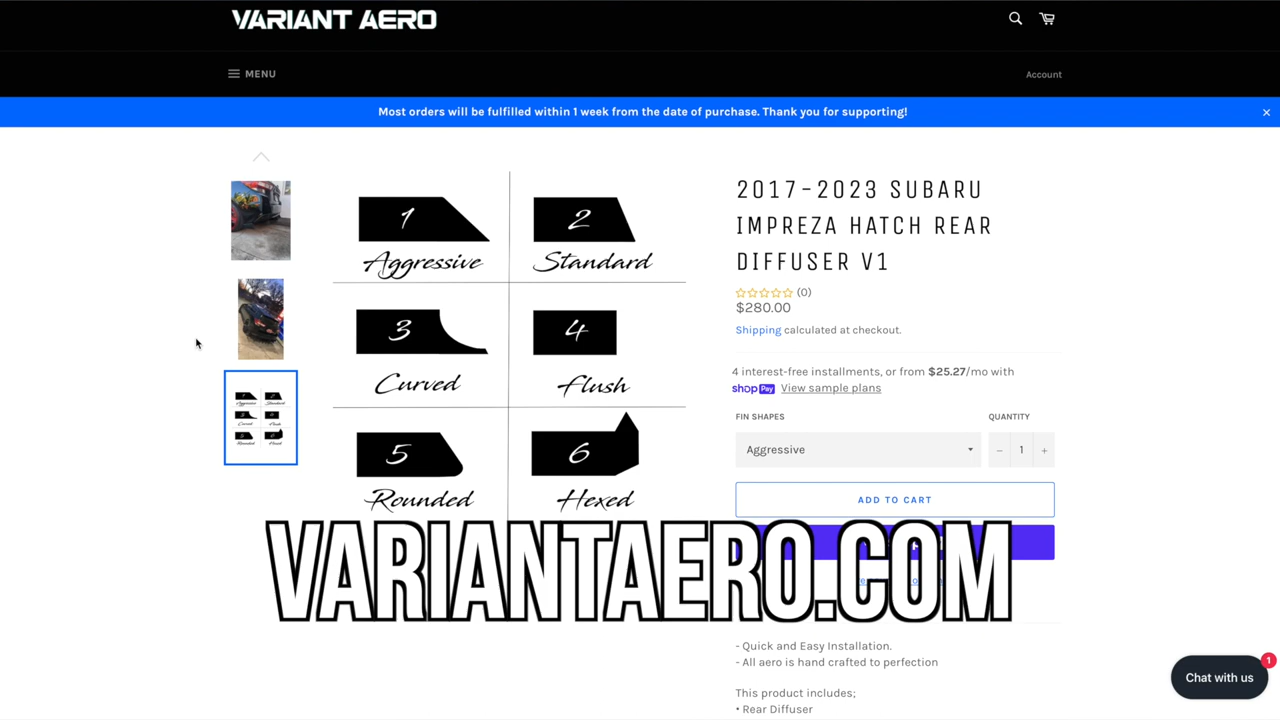 VARIANT AERO
MENU
Account
Most orders will be fulfilled within 1 week from the date of purchase. Thank you for supporting!
1
Aggressive
2
Standard
3
Curved
4
Flush
5
Rounded
6
Hexed
2017-2023 SUBARU
IMPREZA HATCH REAR
DIFFUSER V1
(0)
$280.00
Shipping calculated at checkout.
4 interest-free installments, or from $25.27/mo with
shop Pay View sample plans
FIN SHAPES
QUANTITY
Aggressive
− 1 +
ADD TO CART
VARIANTAERO.COM
- Quick and Easy Installation.
- All aero is hand crafted to perfection
This product includes;
• Rear Diffuser
Chat with us
1